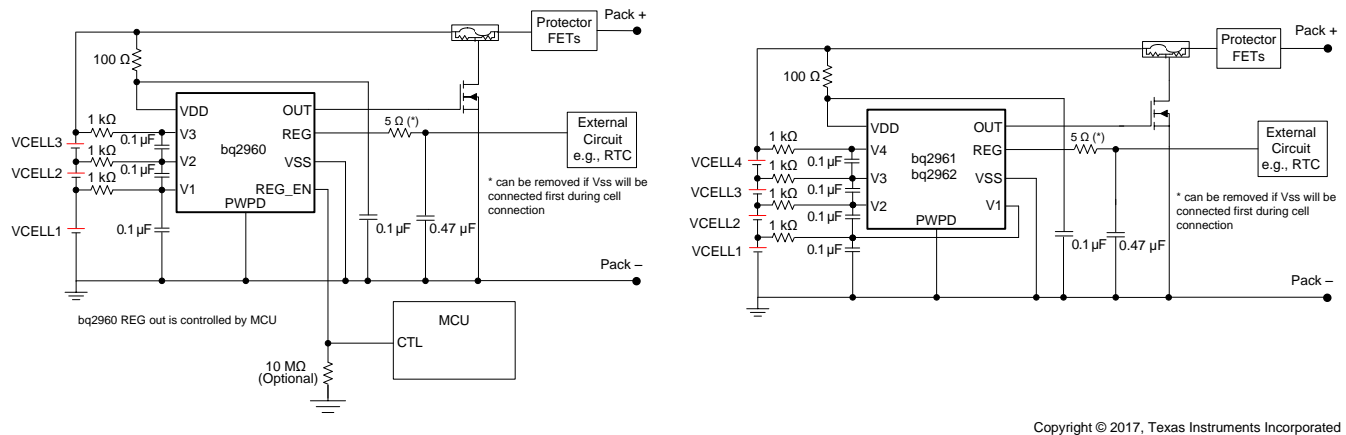 Pack +
Protector
FETs
100 Ω
VDD
OUT
1 kΩ
V3
REG
5 Ω (*)
External
Circuit
e.g., RTC
VCELL3
0.1 µF
1 kΩ
V2
bq2960
VSS
VCELL2
0.1 µF
1 kΩ
V1
REG_EN
* can be removed if Vss will be
connected first during cell
connection
PWPD
VCELL1
0.1 µF
0.1 µF
0.47 µF
Pack –
bq2960 REG out is controlled by MCU
MCU
CTL
10 MΩ
(Optional)
Pack +
Protector
FETs
100 Ω
VDD
OUT
1 kΩ
V4
REG
5 Ω (*)
External
Circuit
e.g., RTC
VCELL4
0.1 µF
1 kΩ
V3
bq2961
bq2962
VSS
VCELL3
0.1 µF
1 kΩ
V2
V1
* can be removed if Vss will be
connected first during cell
connection
VCELL2
0.1 µF
PWPD
1 kΩ
VCELL1
0.1 µF
0.1 µF
0.47 µF
Pack –
Copyright © 2017, Texas Instruments Incorporated